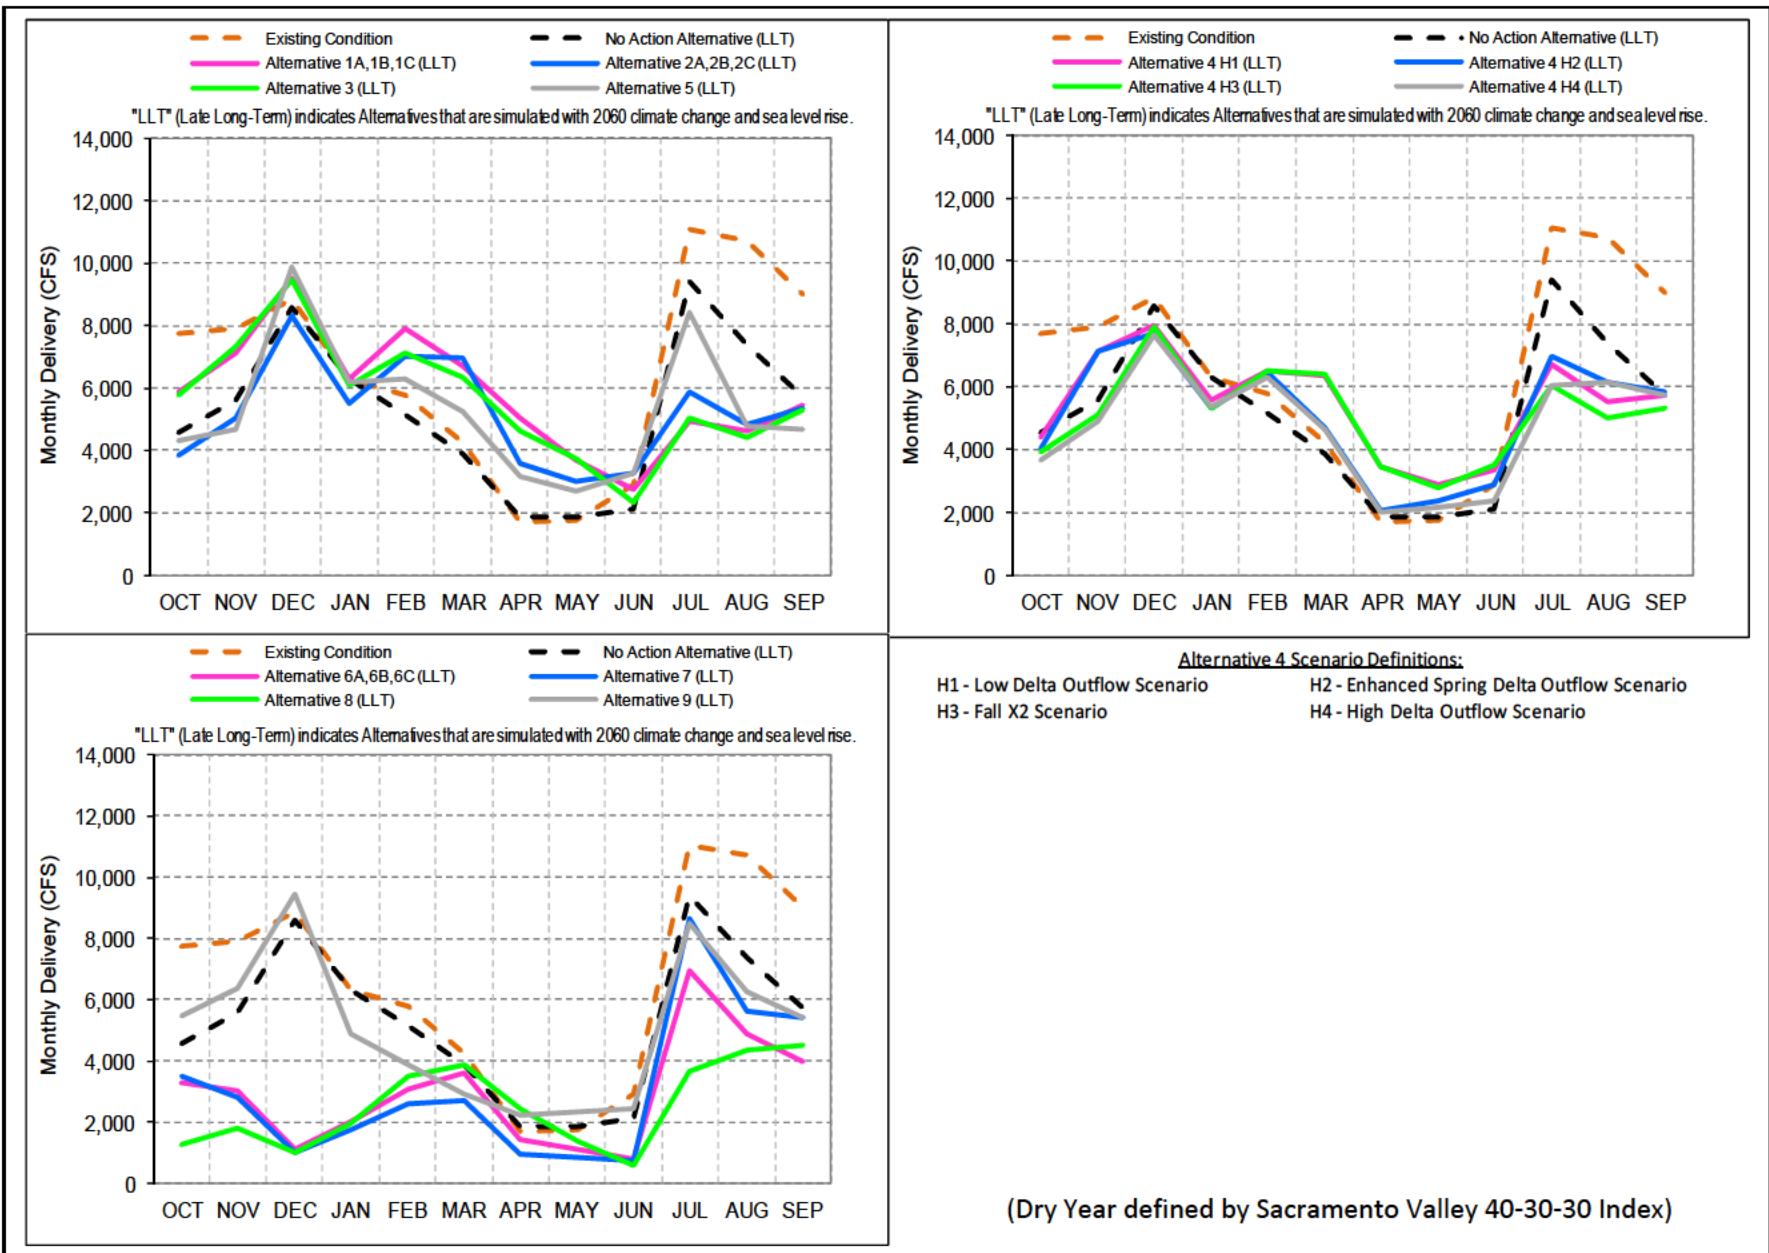 Existing Condition No Action Alternative (LLT)
Alternative 1A,1B,1C (LLT) Alternative 2A,2B,2C (LLT)
Alternative 3 (LLT) Alternative 5 (LLT)
"LLT" (Late Long-Term) indicates Alternatives that are simulated with 2060 climate change and sea level rise.
Monthly Delivery (CFS)
14,000
12,000
10,000
8,000
6,000
4,000
2,000
0
OCT NOV DEC JAN FEB MAR APR MAY JUN JUL AUG SEP
Existing Condition No Action Alternative (LLT)
Alternative 4 H1 (LLT) Alternative 4 H2 (LLT)
Alternative 4 H3 (LLT) Alternative 4 H4 (LLT)
"LLT" (Late Long-Term) indicates Alternatives that are simulated with 2060 climate change and sea level rise.
Monthly Delivery (CFS)
14,000
12,000
10,000
8,000
6,000
4,000
2,000
0
OCT NOV DEC JAN FEB MAR APR MAY JUN JUL AUG SEP
Existing Condition No Action Alternative (LLT)
Alternative 6A,6B,6C (LLT) Alternative 7 (LLT)
Alternative 8 (LLT) Alternative 9 (LLT)
"LLT" (Late Long-Term) indicates Alternatives that are simulated with 2060 climate change and sea level rise.
Monthly Delivery (CFS)
14,000
12,000
10,000
8,000
6,000
4,000
2,000
0
OCT NOV DEC JAN FEB MAR APR MAY JUN JUL AUG SEP
Alternative 4 Scenario Definitions:
H1 - Low Delta Outflow Scenario H2 - Enhanced Spring Delta Outflow Scenario
H3 - Fall X2 Scenario H4 - High Delta Outflow Scenario
(Dry Year defined by Sacramento Valley 40-30-30 Index)